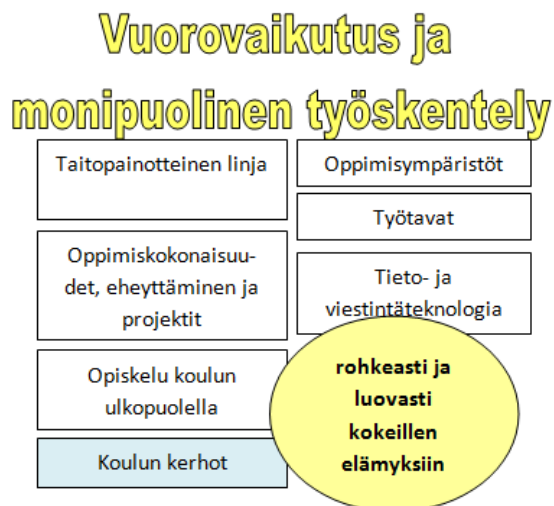 Vuorovaikutus ja
monipuolinen työskentely
Taitopainotteinen linja
Oppimiskokonaisuu-
det, eheyttäminen ja
projektit
Opiskelu koulun
ulkopuolella
Koulun kerhot
Oppimisympäristöt
Työtavat
Tieto- ja
viestintäteknologia
rohkeasti ja
luovasti
kokeillen
elämyksiin